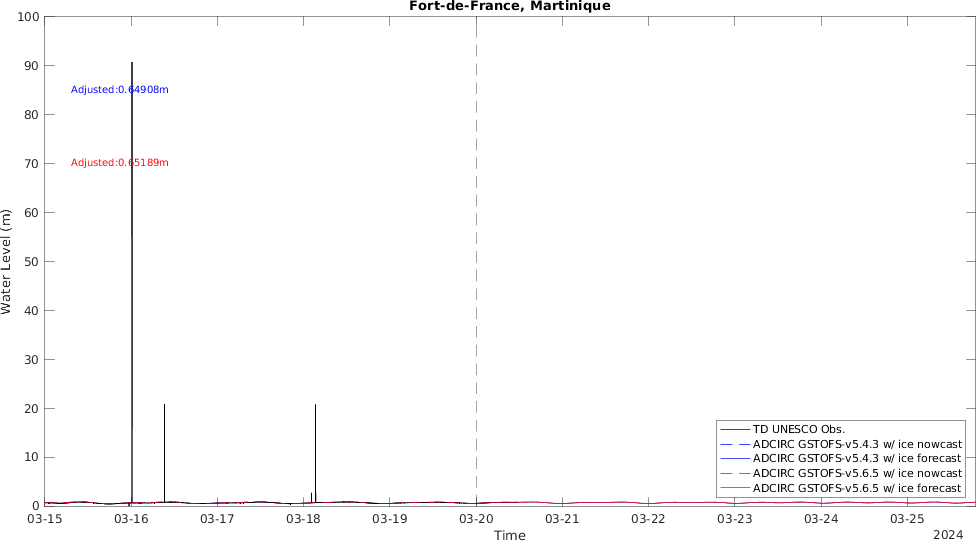 Fort-de-France, Martinique
100
90
80
70
60
50
40
30
20
10
0
Water Level (m)
Adjusted:0.64908m
Adjusted:0.65189m
TD UNESCO Obs.
ADCIRC GSTOFS-v5.4.3 w/ ice nowcast
ADCIRC GSTOFS-v5.4.3 w/ ice forecast
ADCIRC GSTOFS-v5.6.5 w/ ice nowcast
ADCIRC GSTOFS-v5.6.5 w/ ice forecast
03-15 03-16 03-17 03-18 03-19 03-20 03-21 03-22 03-23 03-24 03-25
Time
2024